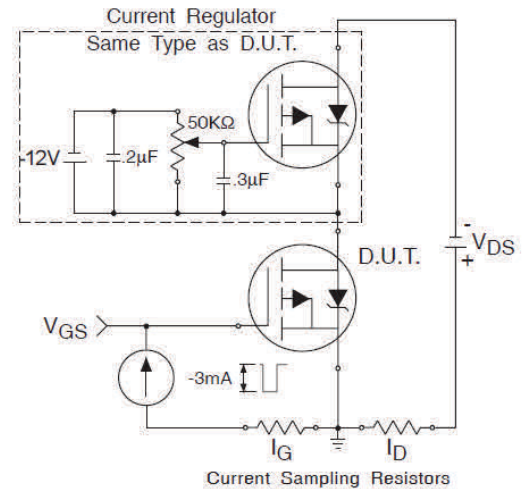 Current Regulator
Same Type as D.U.T.
50KΩ
-12V
.2µF
.3µF
D.U.T.
-
VDS
+
VGS
-3mA
IG
ID
Current Sampling Resistors